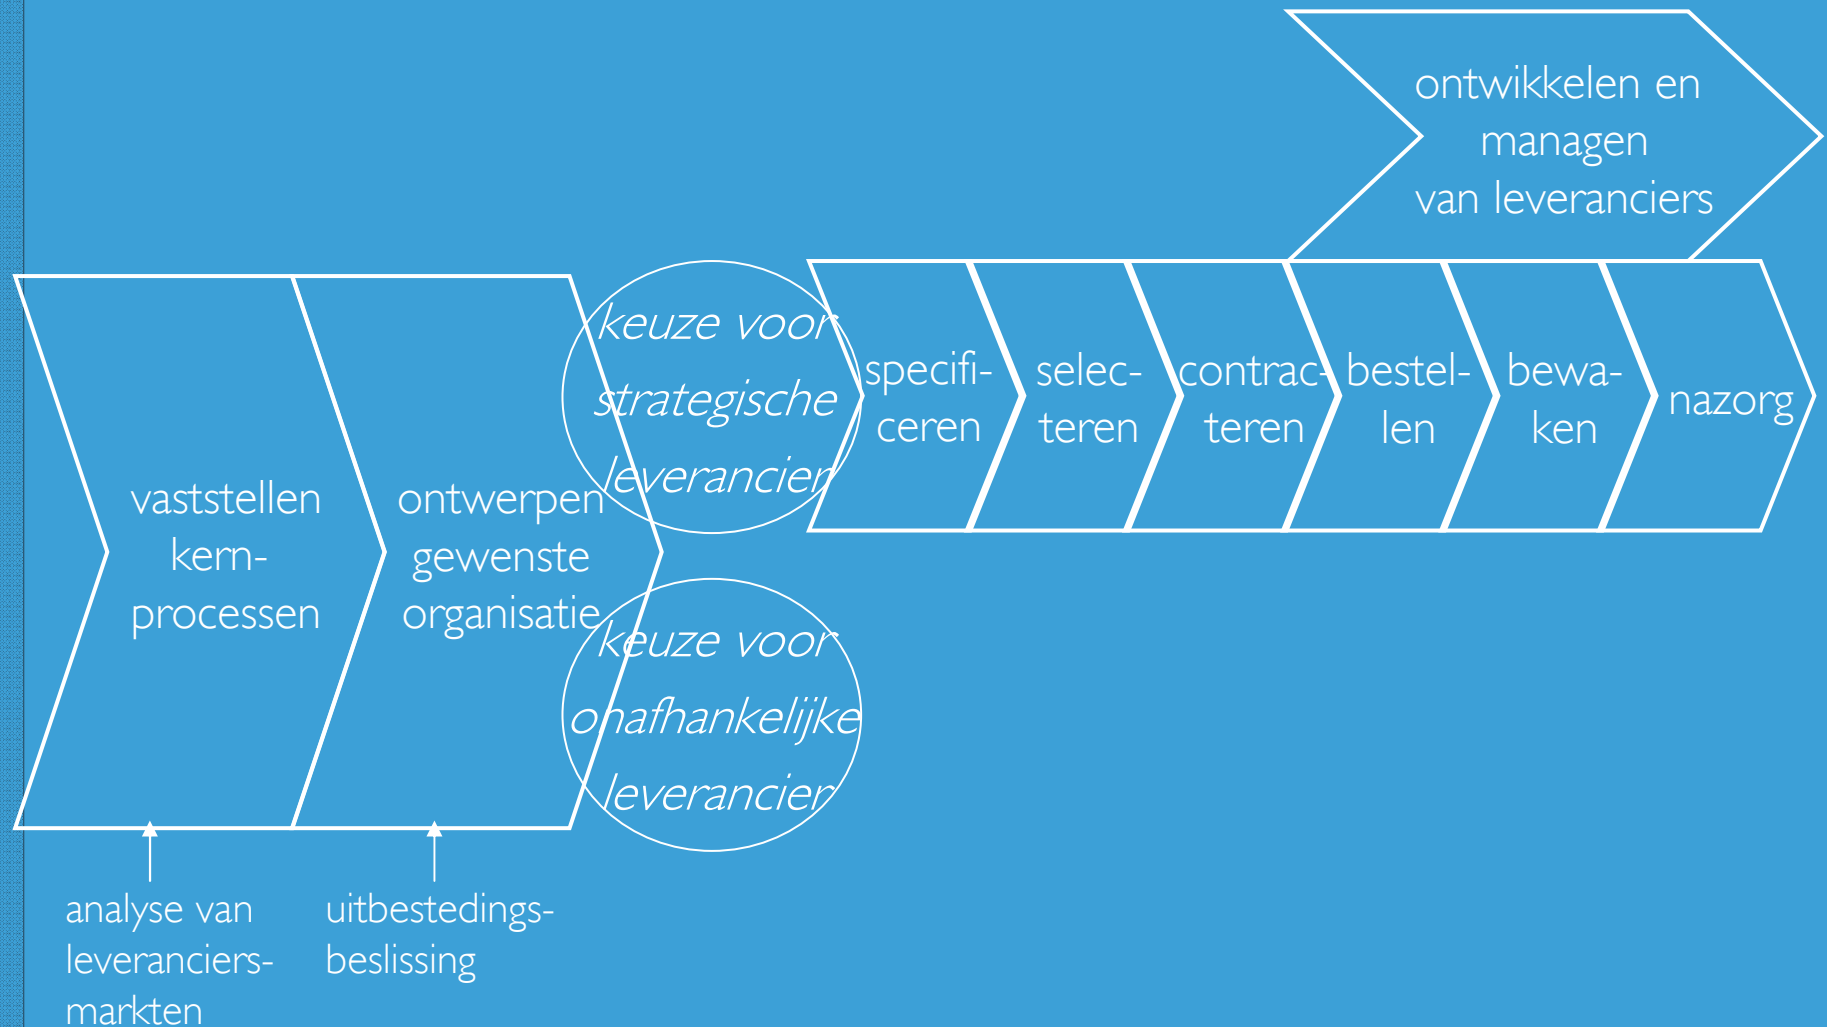 ontwikkelen en
managen
van leveranciers
vaststellen
kern-
processen
ontwerpen
gewenste
organisatie
keuze voor
strategische
leverancier
keuze voor
onafhankelijke
leverancier
specifi-
ceren
selec-
teren
contrac-
teren
bestel-
len
bewa-
ken
nazorg
analyse van
leveranciers-
markten
uitbestedings-
beslissing